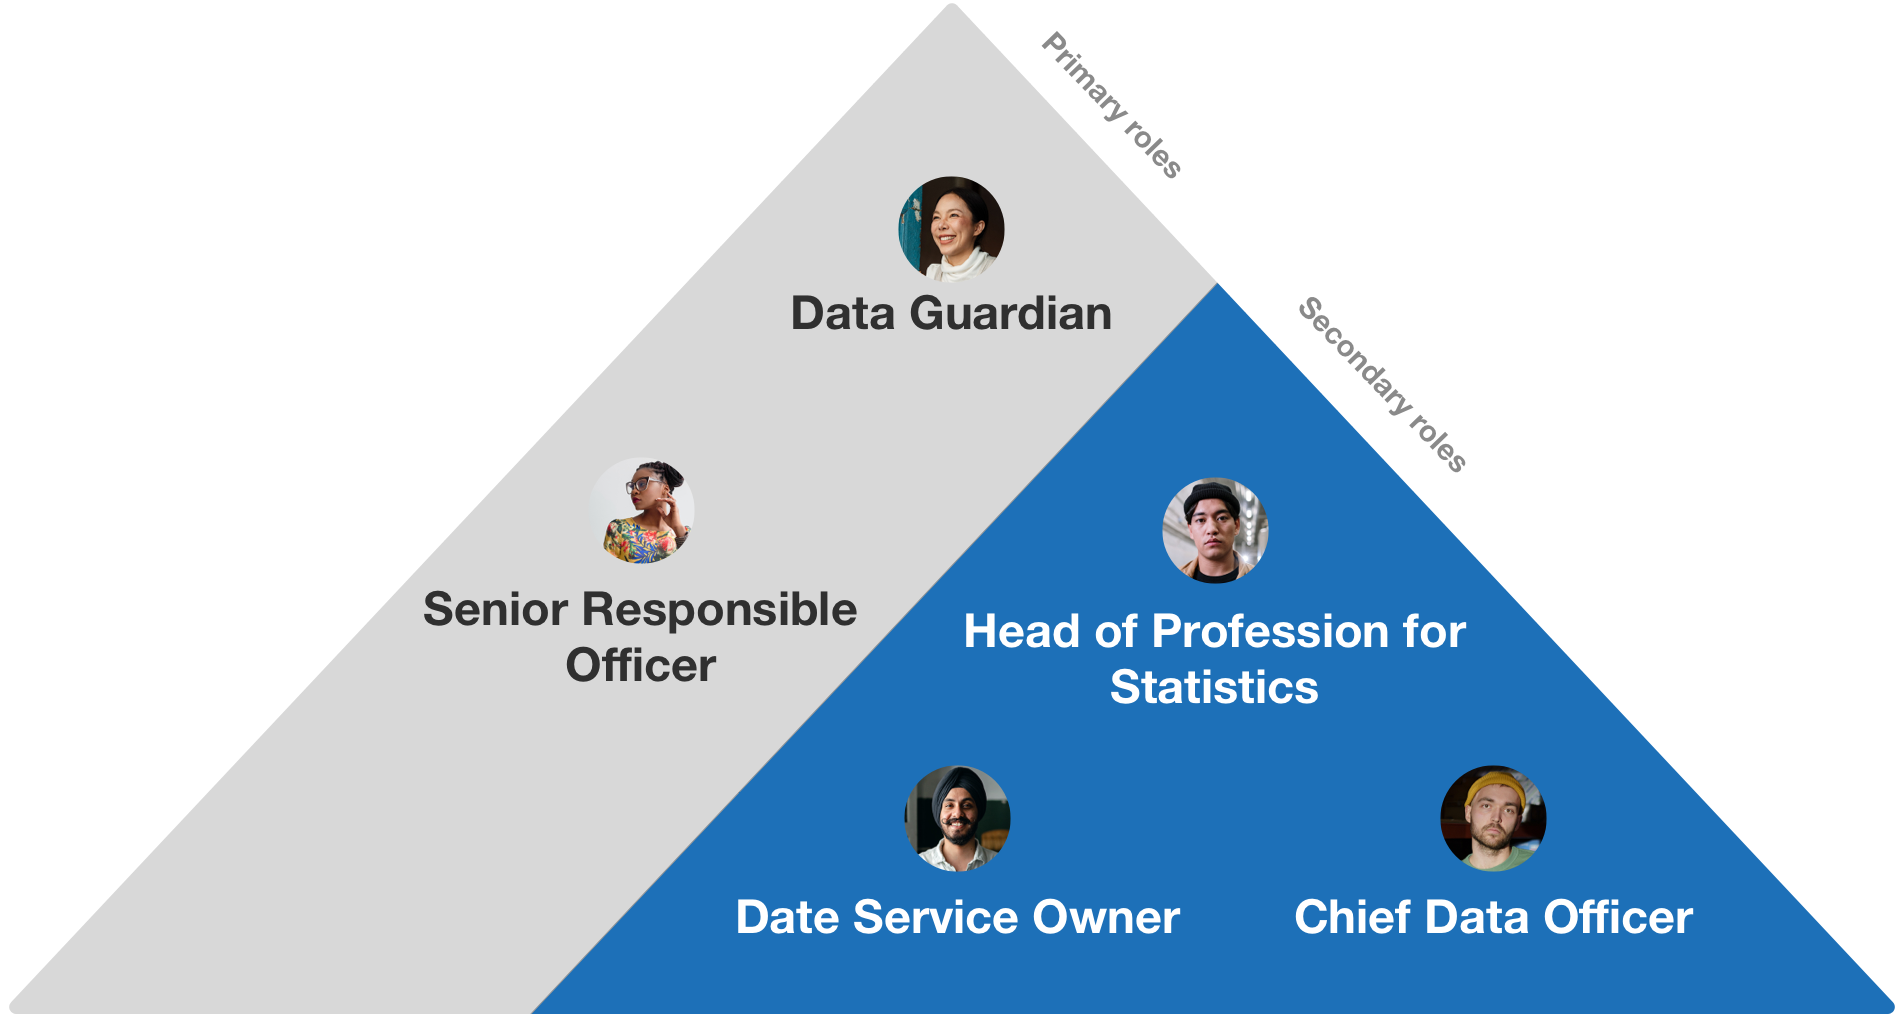 Primary roles
Data Guardian
Secondary roles
Senior Responsible
Officer
Head of Profession for
Statistics
Date Service Owner
Chief Data Officer